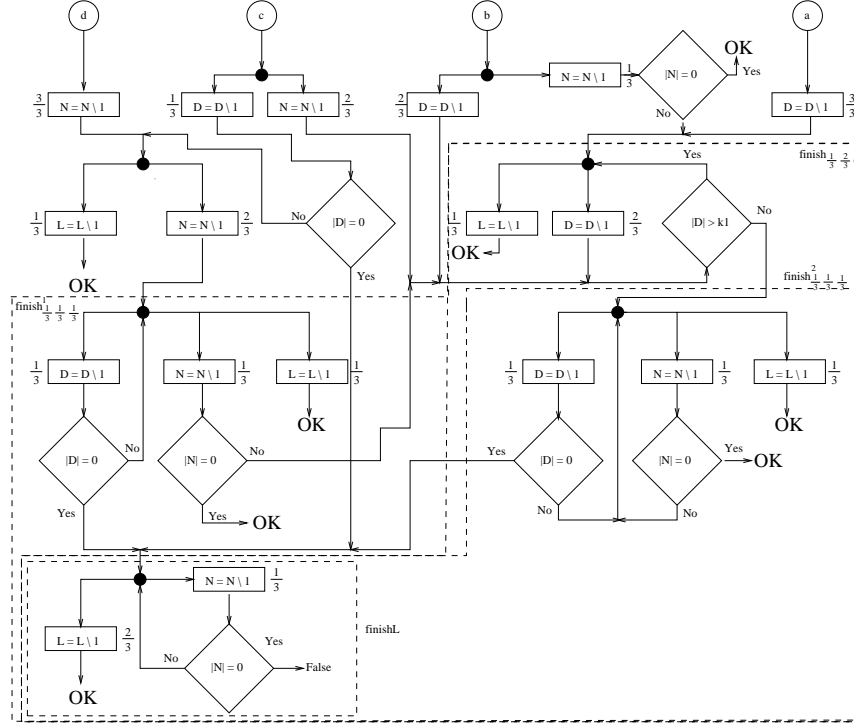 d
c
b
a
N = N \ 1
1/3
|N| = 0
OK
Yes
No
3/3
N = N \ 1
1/3
D = D \ 1
N = N \ 1
2/3
2/3
D = D \ 1
D = D \ 1
3/3
Yes
finish 1/3 2/3
1/3
L = L \ 1
N = N \ 1
2/3
No
|D| = 0
Yes
1/3
L = L \ 1
D = D \ 1
2/3
|D| > k1
No
OK
OK
finish 2 1/3 1/3 1/3
finish 1 1/3 1/3 1/3
1/3
D = D \ 1
N = N \ 1
1/3
L = L \ 1
1/3
1/3
D = D \ 1
N = N \ 1
1/3
L = L \ 1
1/3
OK
OK
|D| = 0
No
|N| = 0
No
Yes
|D| = 0
|N| = 0
Yes
OK
Yes
Yes
OK
No
No
N = N \ 1
1/3
L = L \ 1
2/3
Yes
finishL
No
|N| = 0
False
OK